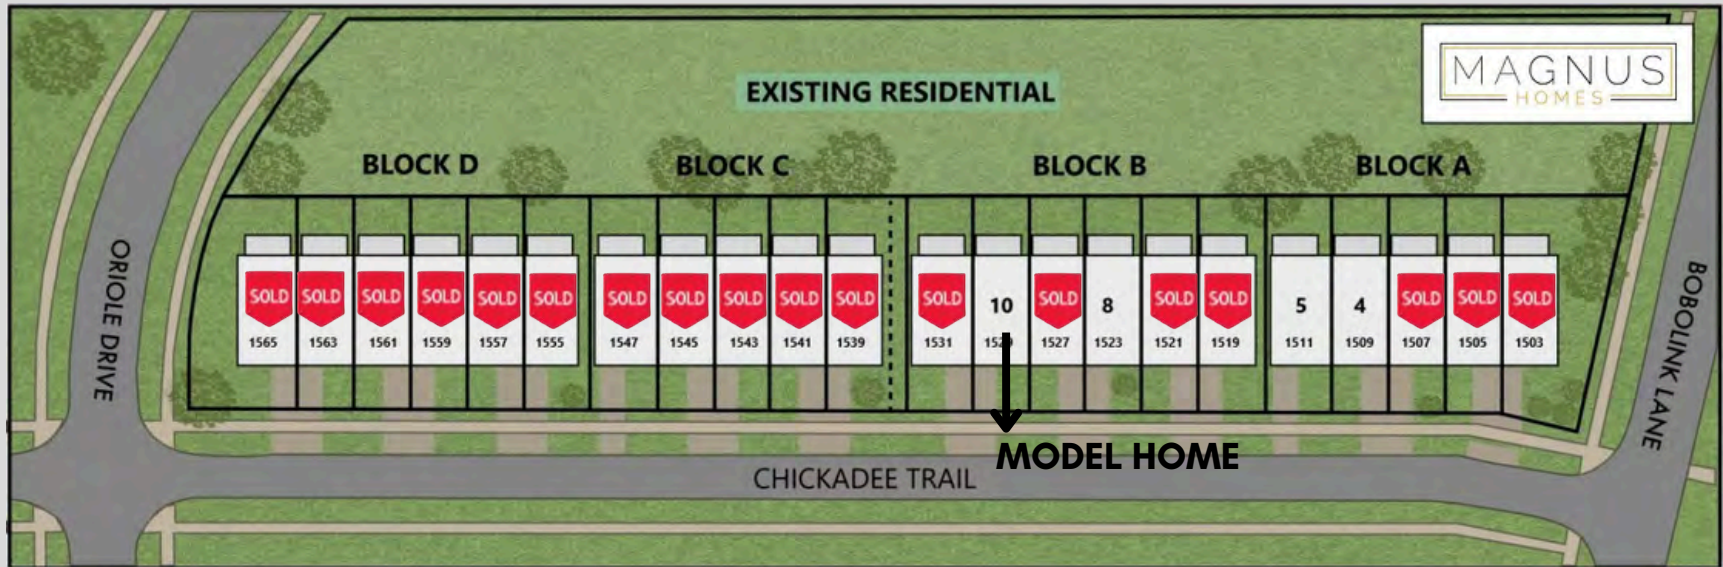 MAGNUS
HOMES
EXISTING RESIDENTIAL
BLOCK D
BLOCK C
BLOCK B
BLOCK A
SOLD SOLD SOLD SOLD SOLD SOLD
1565 1563 1561 1559 1557 1555
SOLD SOLD SOLD SOLD SOLD
1547 1545 1543 1541 1539
SOLD 10 SOLD 8 SOLD SOLD
1531 1527 1523 1521 1519
5 4 SOLD SOLD SOLD
1511 1509 1507 1505 1503
ORIOLE DRIVE
BOBOLINK LANE
MODEL HOME
CHICKADEE TRAIL